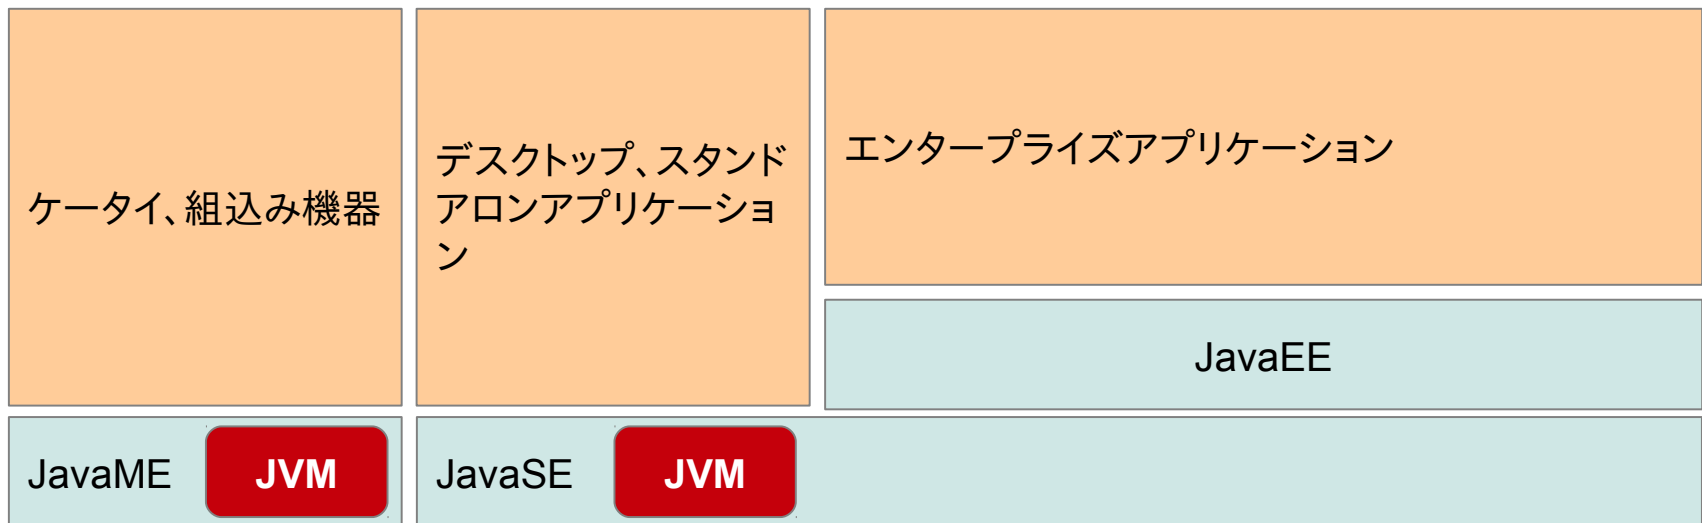 ケータイ、組込み機器
デスクトップ、スタンド
アロンアプリケーショ
ン
エンタープライズアプリケーション
JavaEE
JavaME
JVM
JavaSE
JVM